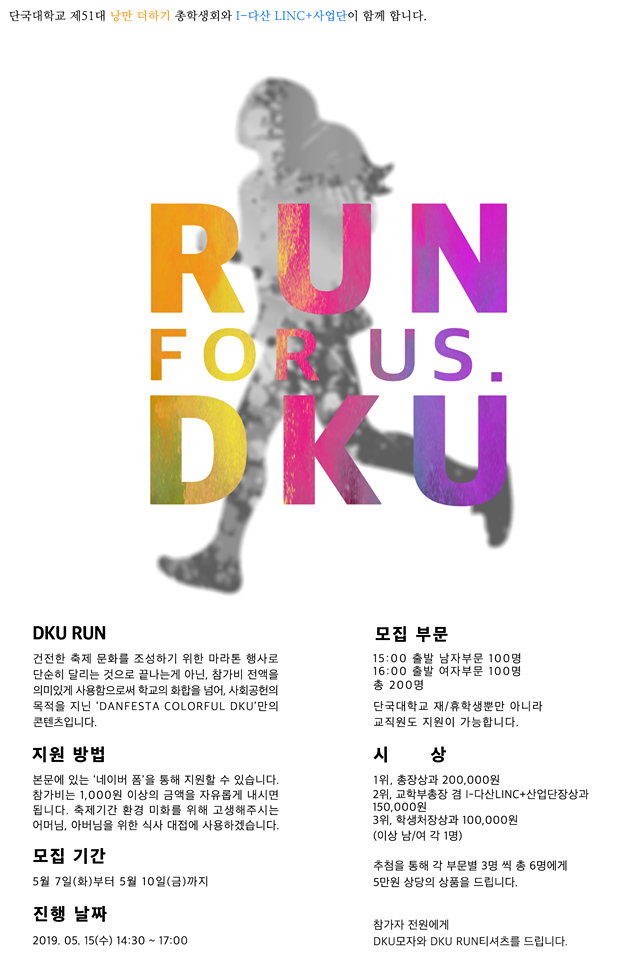 단국대학교 제51대 낭만 더하기 총학생회와 I-다산 LINC+사업단이 함께 합니다.
RUN
FOR US.
DKU
DKU RUN
건전한 축제 문화를 조성하기 위한 마라톤 행사로
단순히 달리는 것으로 끝나는게 아닌, 참가비 전액을
의미있게 사용함으로써 학교의 화합을 넘어, 사회공헌의
목적을 지닌 'DANFESTA COLORFUL DKU'만의
콘텐츠입니다.
지원 방법
본문에 있는 '네이버 폼'을 통해 지원할 수 있습니다.
참가비는 1,000원 이상의 금액을 자유롭게 내시면
됩니다. 축제기간 환경 미화를 위해 고생해주시는
어머님, 아버님을 위한 식사 대접에 사용하겠습니다.
모집 기간
5월 7일(화)부터 5월 10일(금)까지
진행 날짜
2019. 05. 15(수) 14:30 ~ 17:00
모집 부문
15:00 출발 남자부문 100명
16:00 출발 여자부문 100명
총 200명
단국대학교 재/휴학생뿐만 아니라
교직원도 지원이 가능합니다.
시 상
1위, 총장상과 200,000원
2위, 교학부총장 겸 I-다산LINC+산업단장상과
150,000원
3위, 학생처장상과 100,000원
(이상 남/여 각 1명)
추첨을 통해 각 부문별 3명 씩 총 6명에게
5만원 상당의 상품을 드립니다.
참가자 전원에게
DKU모자와 DKU RUN티셔츠를 드립니다.